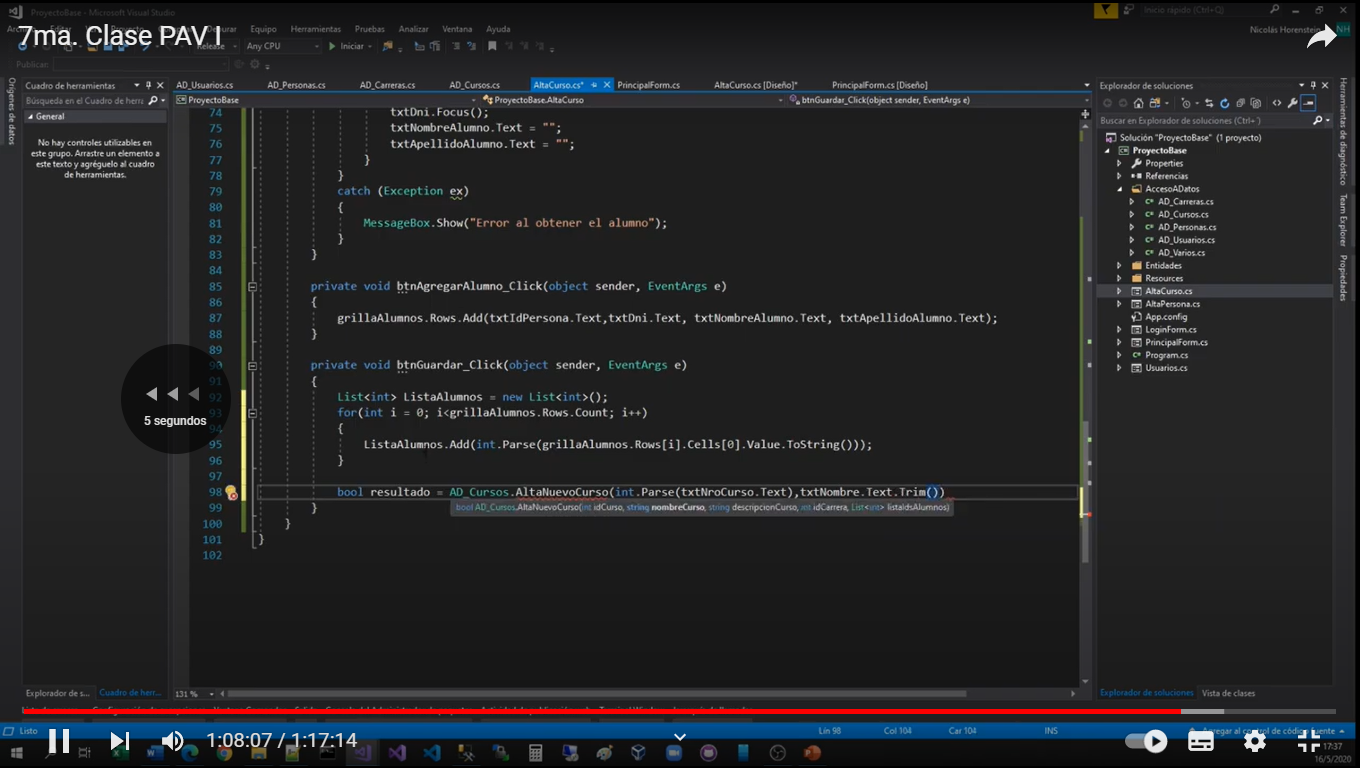 ProyectoBase - Microsoft Visual Studio
Inicio rápido (Ctrl+Q)
7ma. Clase PAV I
Depurar Equipo Herramientas Pruebas Analizar Ventana Ayuda
Nicolás Horenstein NH
Release Any CPU Iniciar
Publicar:
Orígenes de datos
Cuadro de herramientas
Búsqueda en el Cuadro de herra
General
No hay controles utilizables en
este grupo. Arrastre un elemento a
este texto y agréguelo al cuadro
de herramientas.
AD_Usuarios.cs AD_Personas.cs AD_Carreras.cs AD_Cursos.cs AltaCurso.cs* PrincipalForm.cs AltaCurso.cs [Diseño]* PrincipalForm.cs [Diseño]
ProyectoBase ProyectoBase.AltaCurso btnGuardar_Click(object sender, EventArgs e)
74 txtDni.Focus();
75 txtNombreAlumno.Text = "";
76 txtApellidoAlumno.Text = "";
77 }
78 }
79 catch (Exception ex)
80 {
81 MessageBox.Show("Error al obtener el alumno");
82 }
83 }
84
85 private void btnAgregarAlumno_Click(object sender, EventArgs e)
86 {
87 grillaAlumnos.Rows.Add(txtIdPersona.Text,txtDni.Text, txtNombreAlumno.Text, txtApellidoAlumno.Text);
88 }
89
90 private void btnGuardar_Click(object sender, EventArgs e)
91 {
92 List<int> ListaAlumnos = new List<int>();
93 for(int i = 0; i<grillaAlumnos.Rows.Count; i++)
94 {
95 ListaAlumnos.Add(int.Parse(grillaAlumnos.Rows[i].Cells[0].Value.ToString()));
96 }
97
98 bool resultado = AD_Cursos.AltaNuevoCurso(int.Parse(txtNroCurso.Text),txtNombre.Text.Trim())
99 }
bool AD_Cursos.AltaNuevoCurso(int idCurso, string nombreCurso, string descripcionCurso, int idCarrera, List<int> listaIdsAlumnos)
100 }
101 }
102
5 segundos
131 %
Explorador de s... Cuadro de herr...
Explorador de soluciones
Buscar en Explorador de soluciones (Ctrl+´)
Solución "ProyectoBase" (1 proyecto)
ProyectoBase
Properties
Referencias
AccesoADatos
AD_Carreras.cs
AD_Cursos.cs
AD_Personas.cs
AD_Usuarios.cs
AD_Varios.cs
Entidades
Resources
AltaCurso.cs
AltaPersona.cs
App.config
LoginForm.cs
PrincipalForm.cs
Program.cs
Usuarios.cs
Explorador de soluciones Vista de clases
Herramientas de diagnóstico
Team Explorer
Propiedades
Listo Lín 98 Col 104 Car 104 INS Agregar al control de código fuente
1:08:07 / 1:17:14
17:37
16/5/2020